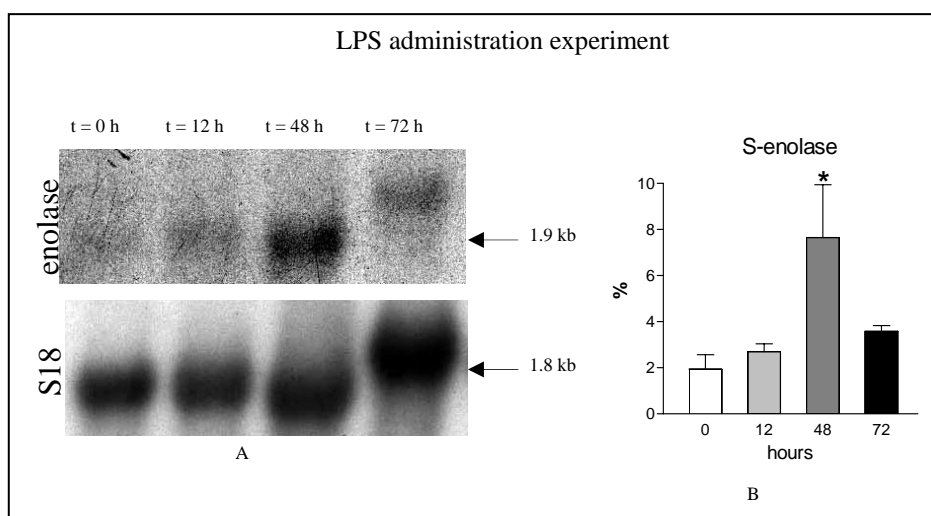 LPS administration experiment
t = 0 h t = 12 h t = 48 h t = 72 h
enolase
1.9 kb
S18
1.8 kb
A
S-enolase
*
%
10
8
6
4
2
0
0 12 48 72
hours
B